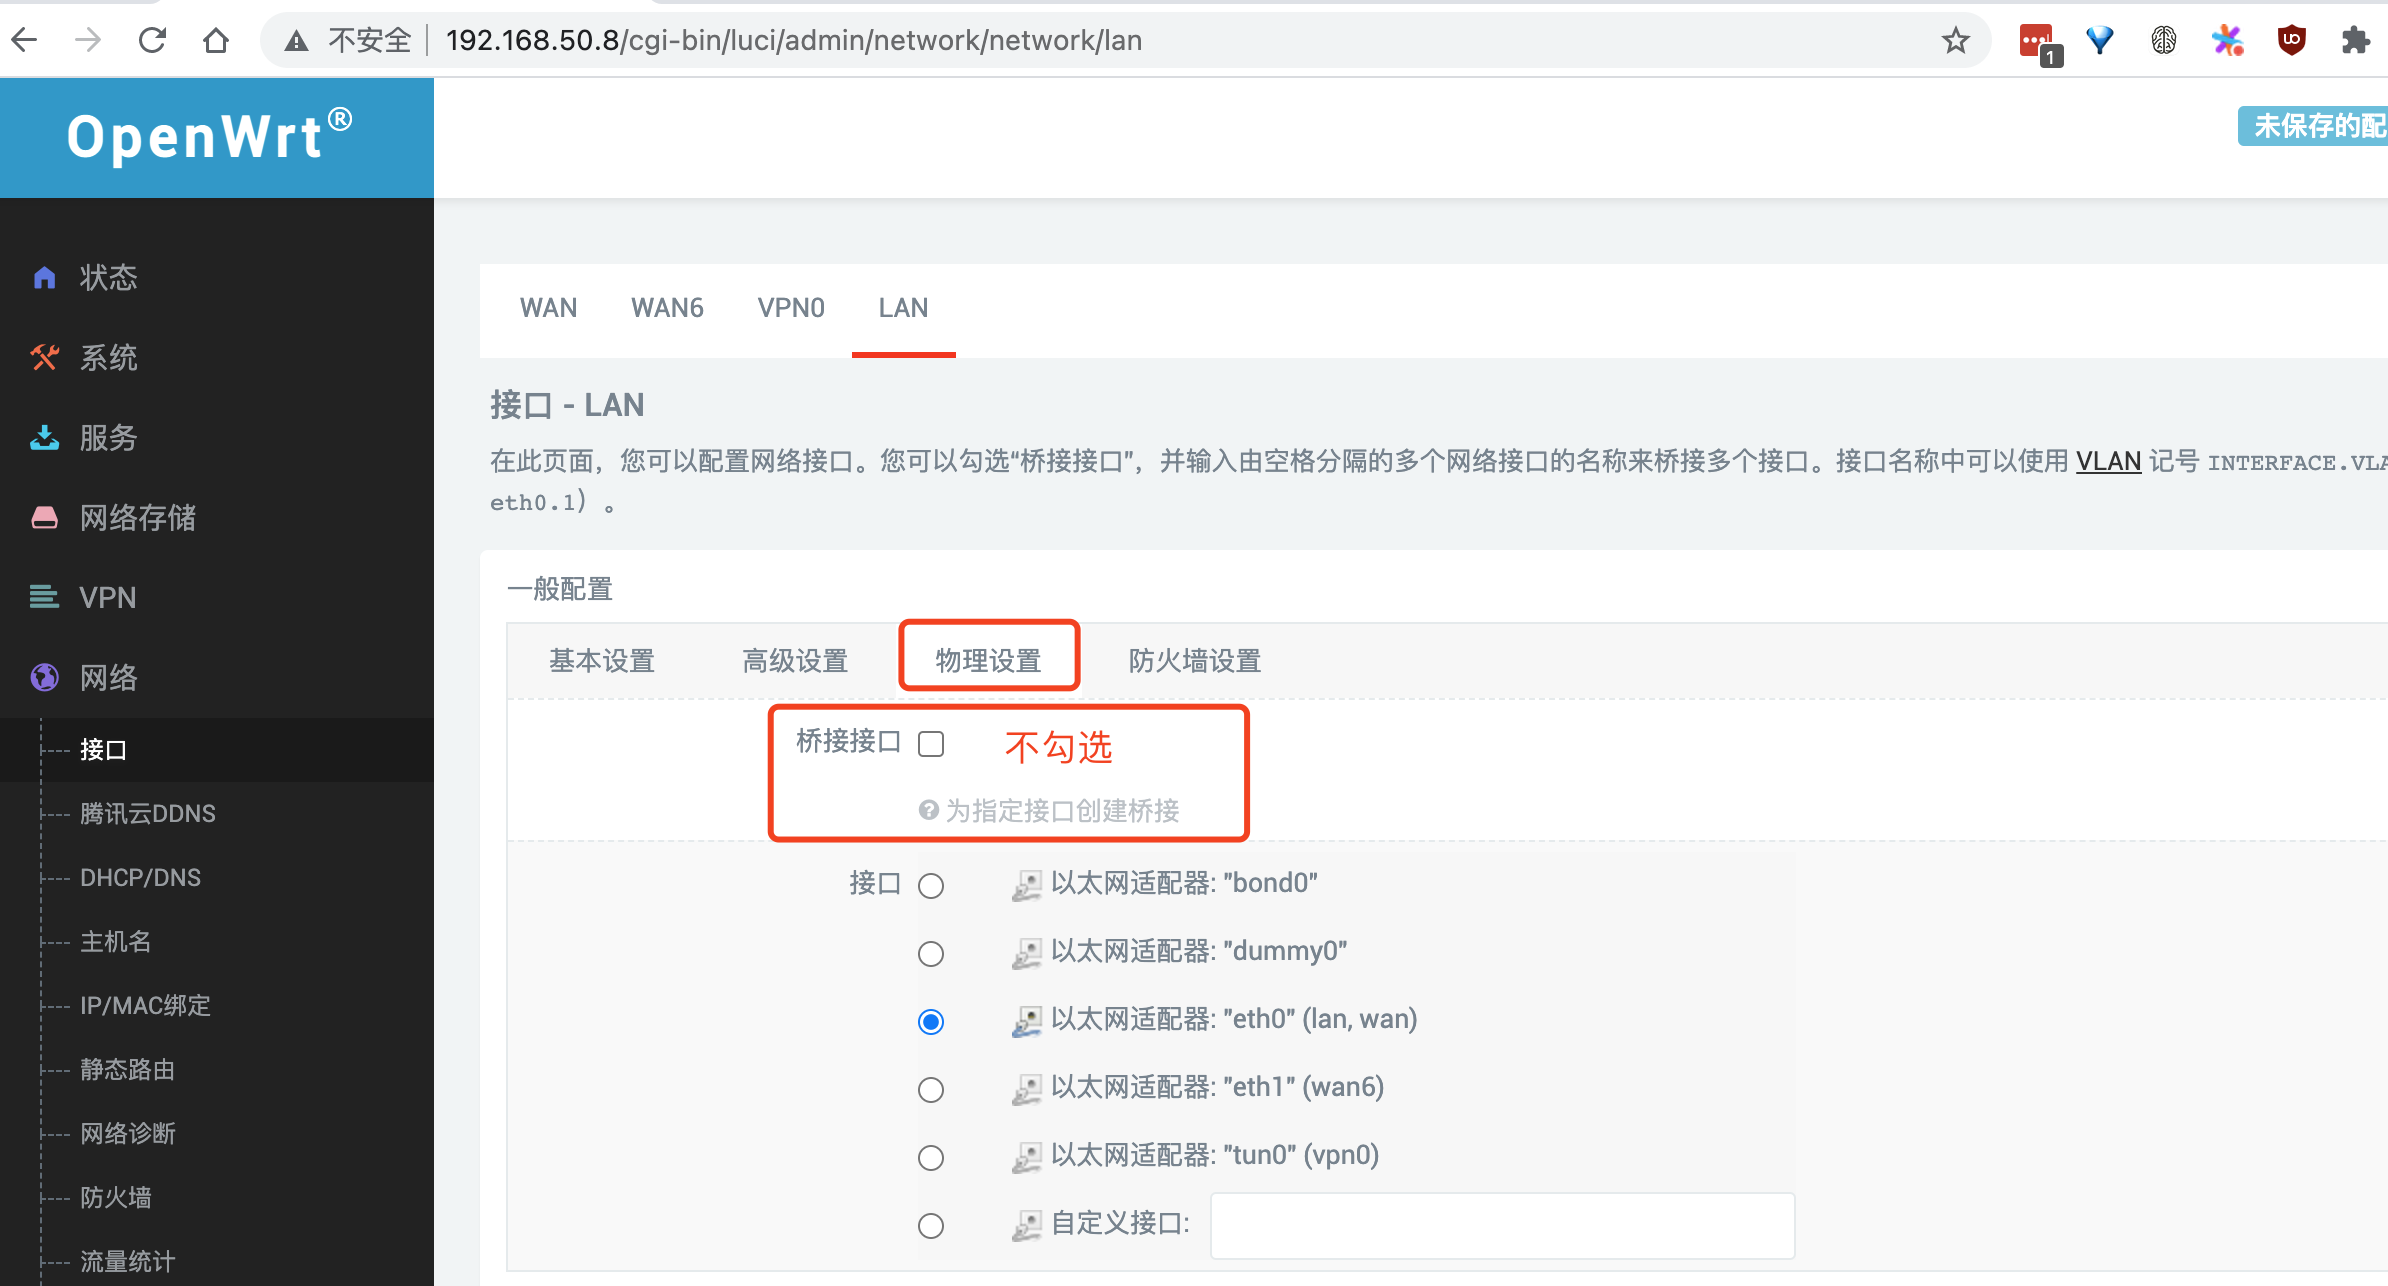 不安全 192.168.50.8/cgi-bin/luci/admin/network/network/lan
1
OpenWrt®
未保存的配
状态
系统
服务
网络存储
VPN
网络
接口
腾讯云DDNS
DHCP/DNS
主机名
IP/MAC绑定
静态路由
网络诊断
防火墙
流量统计
WAN WAN6 VPN0 LAN
接口 - LAN
在此页面，您可以配置网络接口。您可以勾选“桥接接口”，并输入由空格分隔的多个网络接口的名称来桥接多个接口。接口名称中可以使用 VLAN 记号 INTERFACE.VLA
eth0.1）。
一般配置
基本设置 高级设置 物理设置 防火墙设置
桥接接口 不勾选
为指定接口创建桥接
接口 以太网适配器: "bond0"
以太网适配器: "dummy0"
以太网适配器: "eth0" (lan, wan)
以太网适配器: "eth1" (wan6)
以太网适配器: "tun0" (vpn0)
自定义接口: